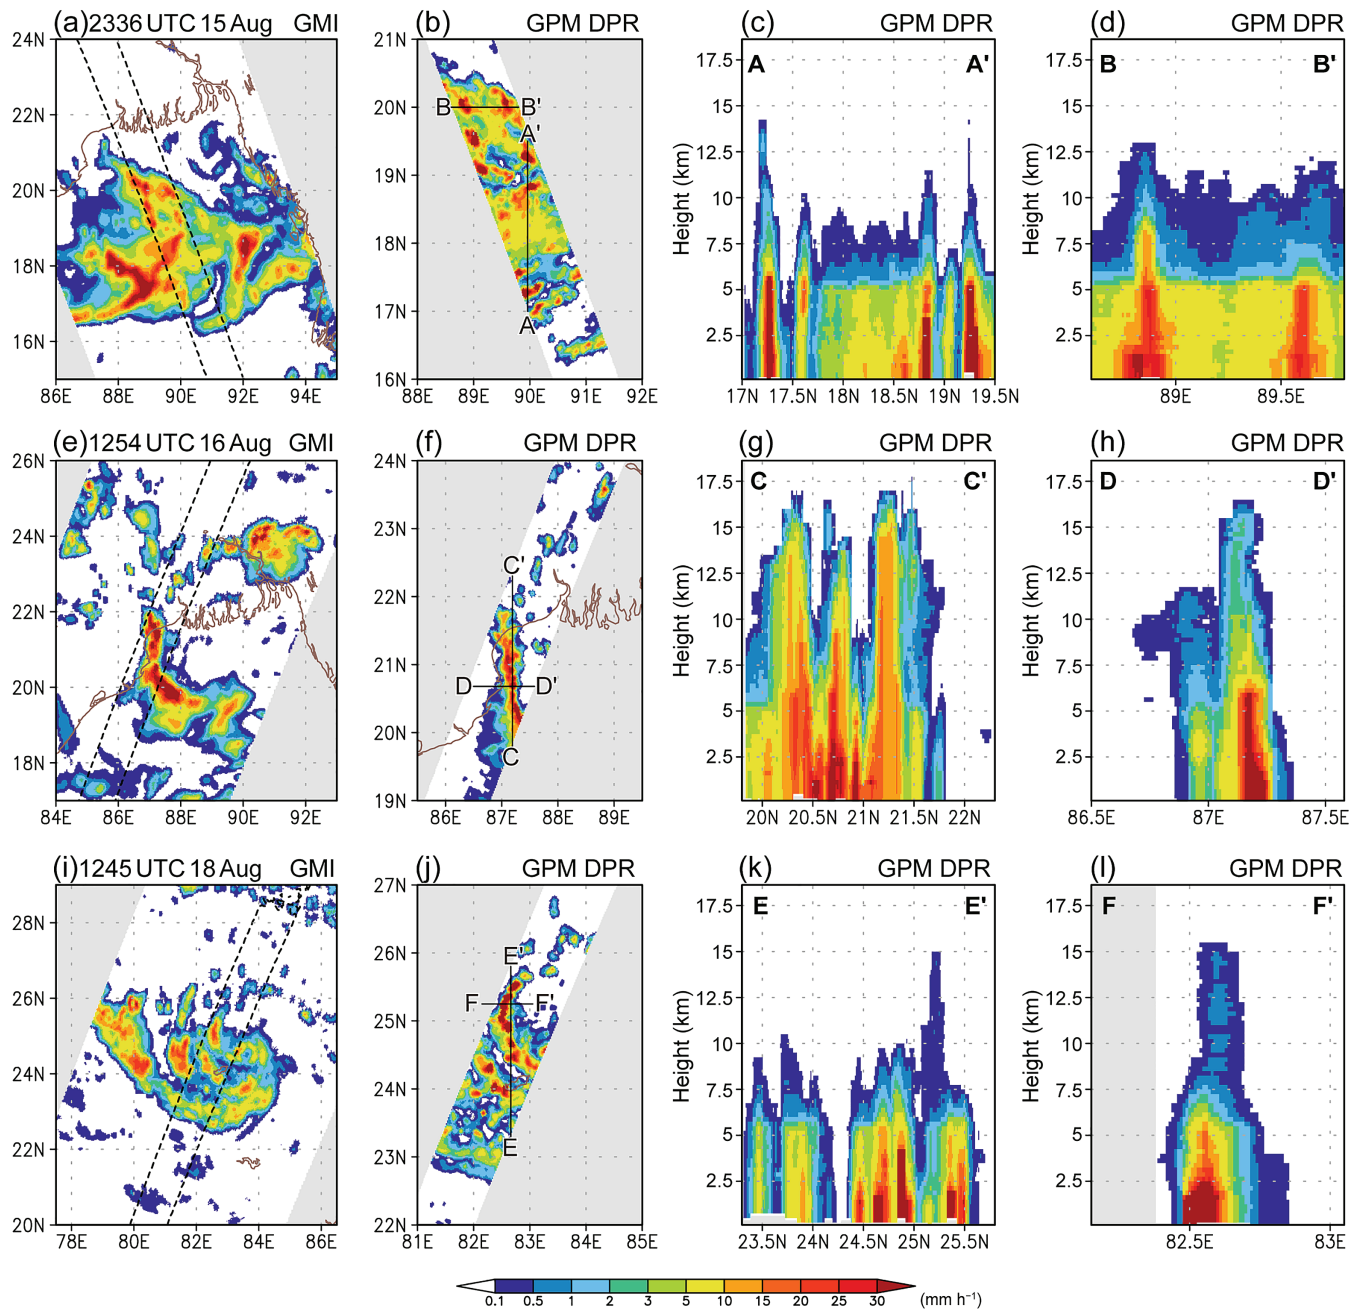 (a) 2336 UTC 15 Aug GMI
24N
22N
20N
18N
16N
86E 88E 90E 92E 94E
(b) GPM DPR
21N
20N
19N
18N
17N
16N
88E 89E 90E 91E 92E
B B'
A'
A
(c) GPM DPR
A A'
Height (km)
17.5
15
12.5
10
7.5
5
2.5
17N 17.5N 18N 18.5N 19N 19.5N
(d) GPM DPR
B B'
Height (km)
17.5
15
12.5
10
7.5
5
2.5
89E 89.5E
(e) 1254 UTC 16 Aug GMI
26N
24N
22N
20N
18N
84E 86E 88E 90E 92E
(f) GPM DPR
24N
23N
22N
21N
20N
19N
86E 87E 88E 89E
C'
D D'
C
(g) GPM DPR
C C'
Height (km)
17.5
15
12.5
10
7.5
5
2.5
20N 20.5N 21N 21.5N 22N
(h) GPM DPR
D D'
Height (km)
17.5
15
12.5
10
7.5
5
2.5
86.5E 87E 87.5E
(i) 1245 UTC 18 Aug GMI
28N
26N
24N
22N
20N
78E 80E 82E 84E 86E
(j) GPM DPR
27N
26N
25N
24N
23N
22N
81E 82E 83E 84E 85E
E'
F F'
E
(k) GPM DPR
E E'
Height (km)
17.5
15
12.5
10
7.5
5
2.5
23.5N 24N 24.5N 25N 25.5N
(l) GPM DPR
F F'
Height (km)
17.5
15
12.5
10
7.5
5
2.5
82.5E 83E
0.1 0.5 1 2 3 5 10 15 20 25 30 (mm h⁻¹)